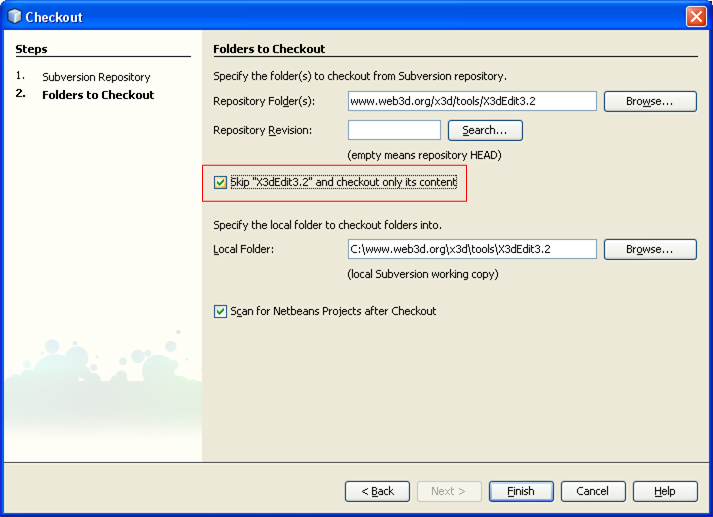 Checkout
Steps
1. Subversion Repository
2. Folders to Checkout
Folders to Checkout
Specify the folder(s) to checkout from Subversion repository.
Repository Folder(s): www.web3d.org/x3d/tools/X3dEdit3.2 Browse...
Repository Revision: Search...
(empty means repository HEAD)
Skip "X3dEdit3.2" and checkout only its content
Specify the local folder to checkout folders into.
Local Folder: C:\www.web3d.org\x3d\tools\X3dEdit3.2 Browse...
(local Subversion working copy)
Scan for Netbeans Projects after Checkout
< Back Next > Finish Cancel Help